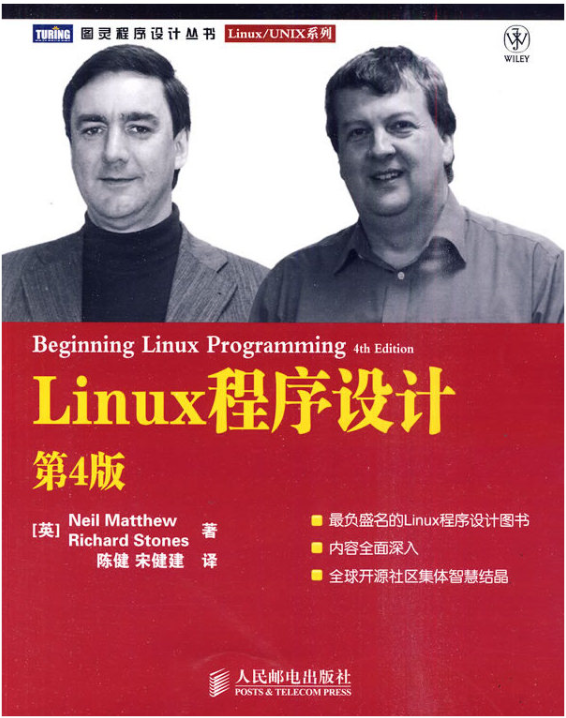 TURING 图灵程序设计丛书 Linux/UNIX系列
WILEY
Beginning Linux Programming 4th Edition
Linux程序设计
第4版
[英] Neil Matthew
Richard Stones 著
陈健 宋健建 译
最负盛名的Linux程序设计图书
内容全面深入
全球开源社区集体智慧结晶
人民邮电出版社
POSTS & TELECOM PRESS